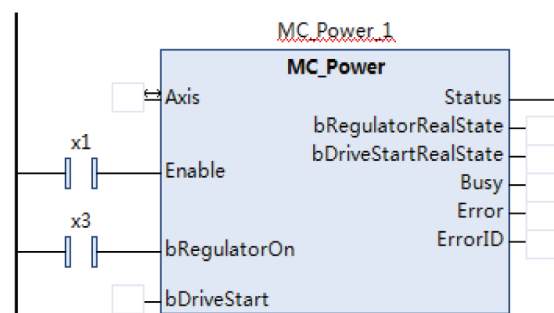 MC_Power_1
MC_Power
Axis
Status
bRegulatorRealState
bDriveStartRealState
x1
Enable
Busy
Error
x3
ErrorID
bRegulatorOn
bDriveStart